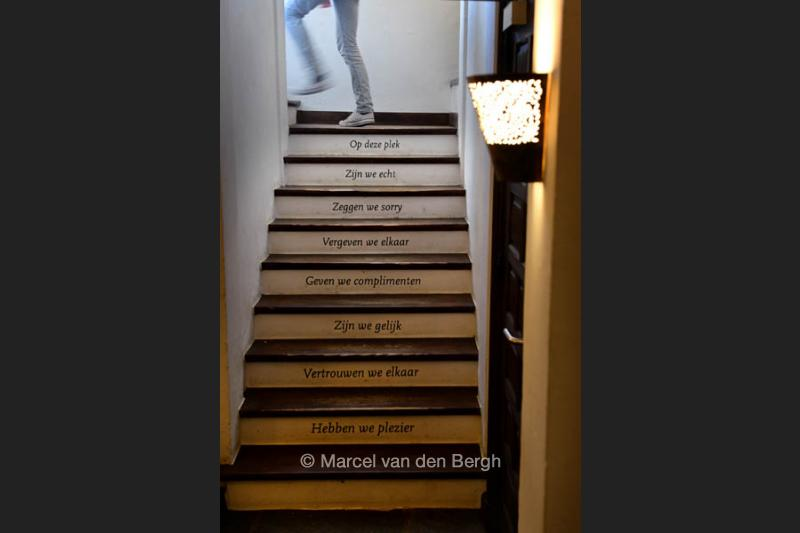 Op deze plek
Zijn we echt
Zeggen we sorry
Vergeven we elkaar
Geven we complimenten
Zijn we gelijk
Vertrouwen we elkaar
Hebben we plezier
© Marcel van den Bergh